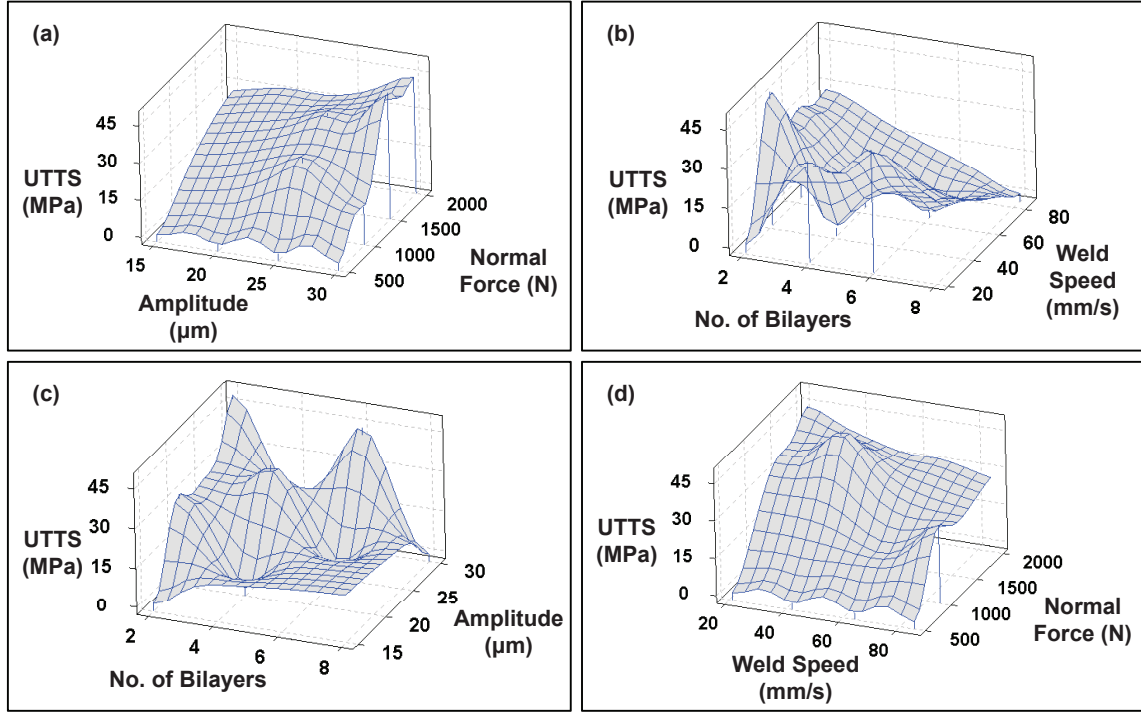 (a)
45
30
15
0
UTTS
(MPa)
15
20
25
30
Amplitude
(µm)
500
1000
1500
2000
Normal
Force (N)
(b)
45
30
15
0
UTTS
(MPa)
2
4
6
8
No. of Bilayers
20
40
60
80
Weld
Speed
(mm/s)
(c)
45
30
15
0
UTTS
(MPa)
2
4
6
8
No. of Bilayers
15
20
25
30
Amplitude
(µm)
(d)
45
30
15
0
UTTS
(MPa)
20
40
60
80
Weld Speed
(mm/s)
500
1000
1500
2000
Normal
Force (N)